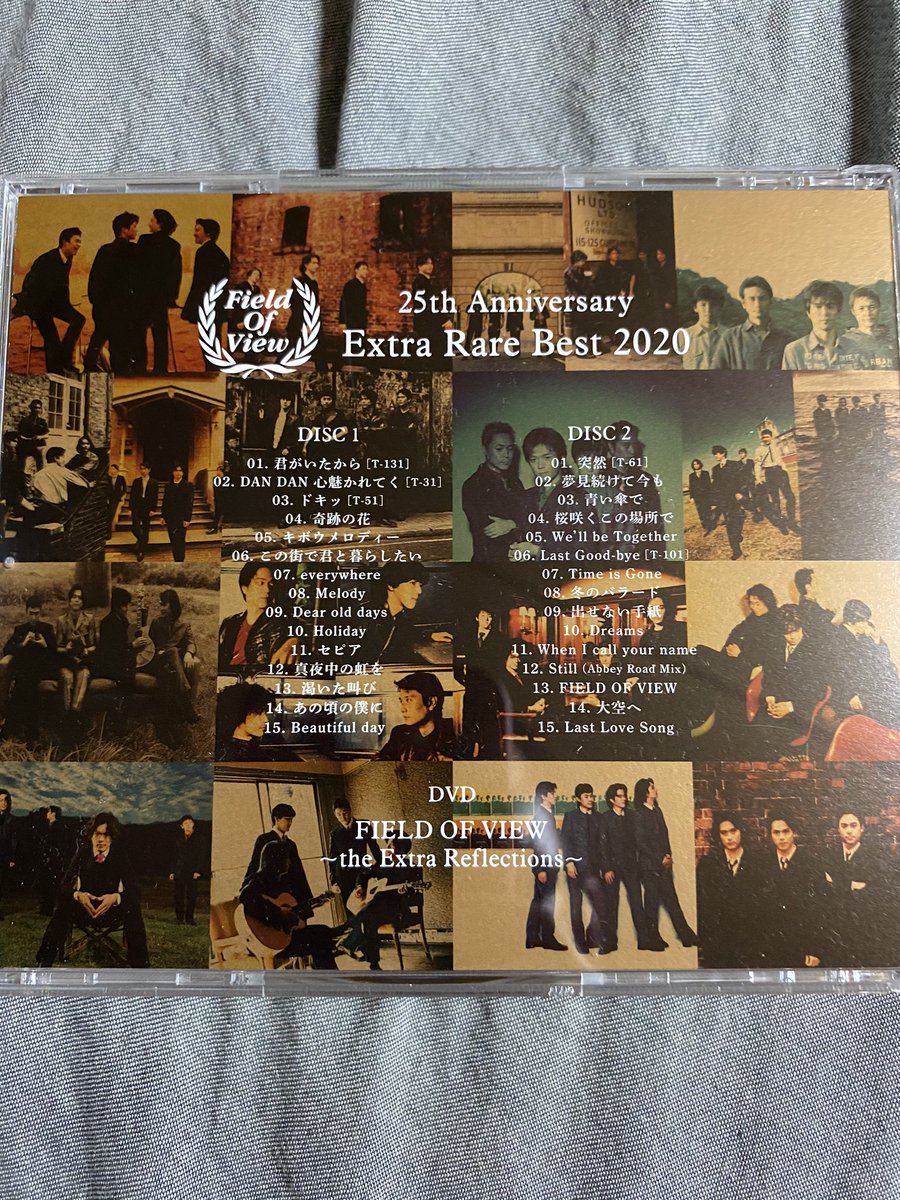 Field
Of
View
25th Anniversary
Extra Rare Best 2020
HUDSON
LTD.
DISC 1
01. 君がいたから [T-131]
02. DAN DAN 心魅かれてく [T-31]
03. ドキッ [T-51]
04. 奇跡の花
05. キボウメロディー
06. この街で君と暮らしたい
07. everywhere
08. Melody
09. Dear old days
10. Holiday
11. セピア
12. 真夜中の虹を
13. 渇いた叫び
14. あの頃の僕に
15. Beautiful day
DISC 2
01. 突然 [T-61]
02. 夢見続けて今も
03. 青い傘で
04. 桜咲くこの場所で
05. We'll be Together
06. Last Good-bye [T-101]
07. Time is Gone
08. 冬のバラード
09. 出せない手紙
10. Dreams
11. When I call your name
12. Still (Abbey Road Mix)
13. FIELD OF VIEW
14. 大空へ
15. Last Love Song
DVD
FIELD OF VIEW
~the Extra Reflections~